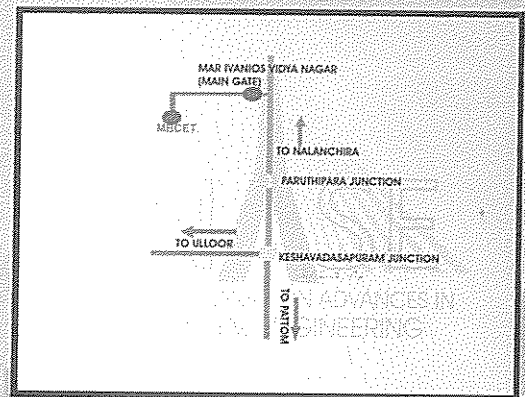 MAR IVANIOS VIDYA NAGAR
(MAIN GATE)
MBCET
TO NALANCHIRA
PARUTHIPARA JUNCTION
TO ULLOOR
KESHAVADASAPURAM JUNCTION
TO PATTOM
ADVANCES IN